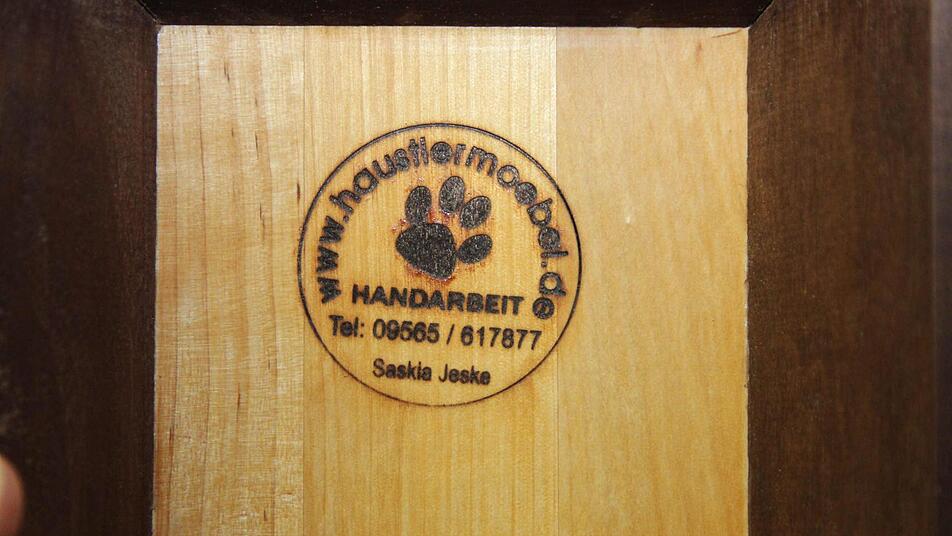 www.haustiermoebel.de
HANDARBEIT
Tel: 09565 / 617877
Saskia Jeske